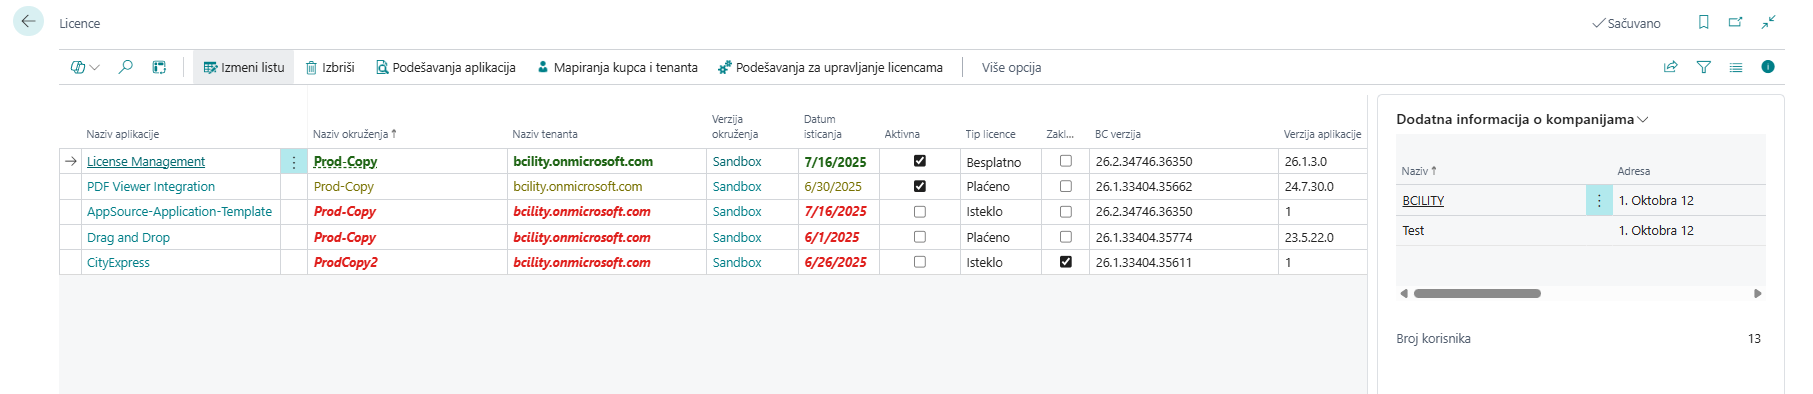 Licence
Sačuvano
Izmeni listu Izbriši Podešavanja aplikacija Mapiranja kupca i tenanta Podešavanja za upravljanje licencama Više opcija
Naziv aplikacije Naziv okruženja ↑ Naziv tenanta Verzija okruženja Datum isticanja Aktivna Tip licence Zakl... BC verzija Verzija aplikacije
License Management Prod-Copy bcility.onmicrosoft.com Sandbox 7/16/2025 Besplatno 26.2.34746.36350 26.1.3.0
PDF Viewer Integration Prod-Copy bcility.onmicrosoft.com Sandbox 6/30/2025 Plaćeno 26.1.33404.35662 24.7.30.0
AppSource-Application-Template Prod-Copy bcility.onmicrosoft.com Sandbox 7/16/2025 Isteklo 26.2.34746.36350 1
Drag and Drop Prod-Copy bcility.onmicrosoft.com Sandbox 6/1/2025 Plaćeno 26.1.33404.35774 23.5.22.0
CityExpress ProdCopy2 bcility.onmicrosoft.com Sandbox 6/26/2025 Isteklo 26.1.33404.35611 1
Dodatna informacija o kompanijama
Naziv ↑ Adresa
BCILITY 1. Oktobra 12
Test 1. Oktobra 12
Broj korisnika 13